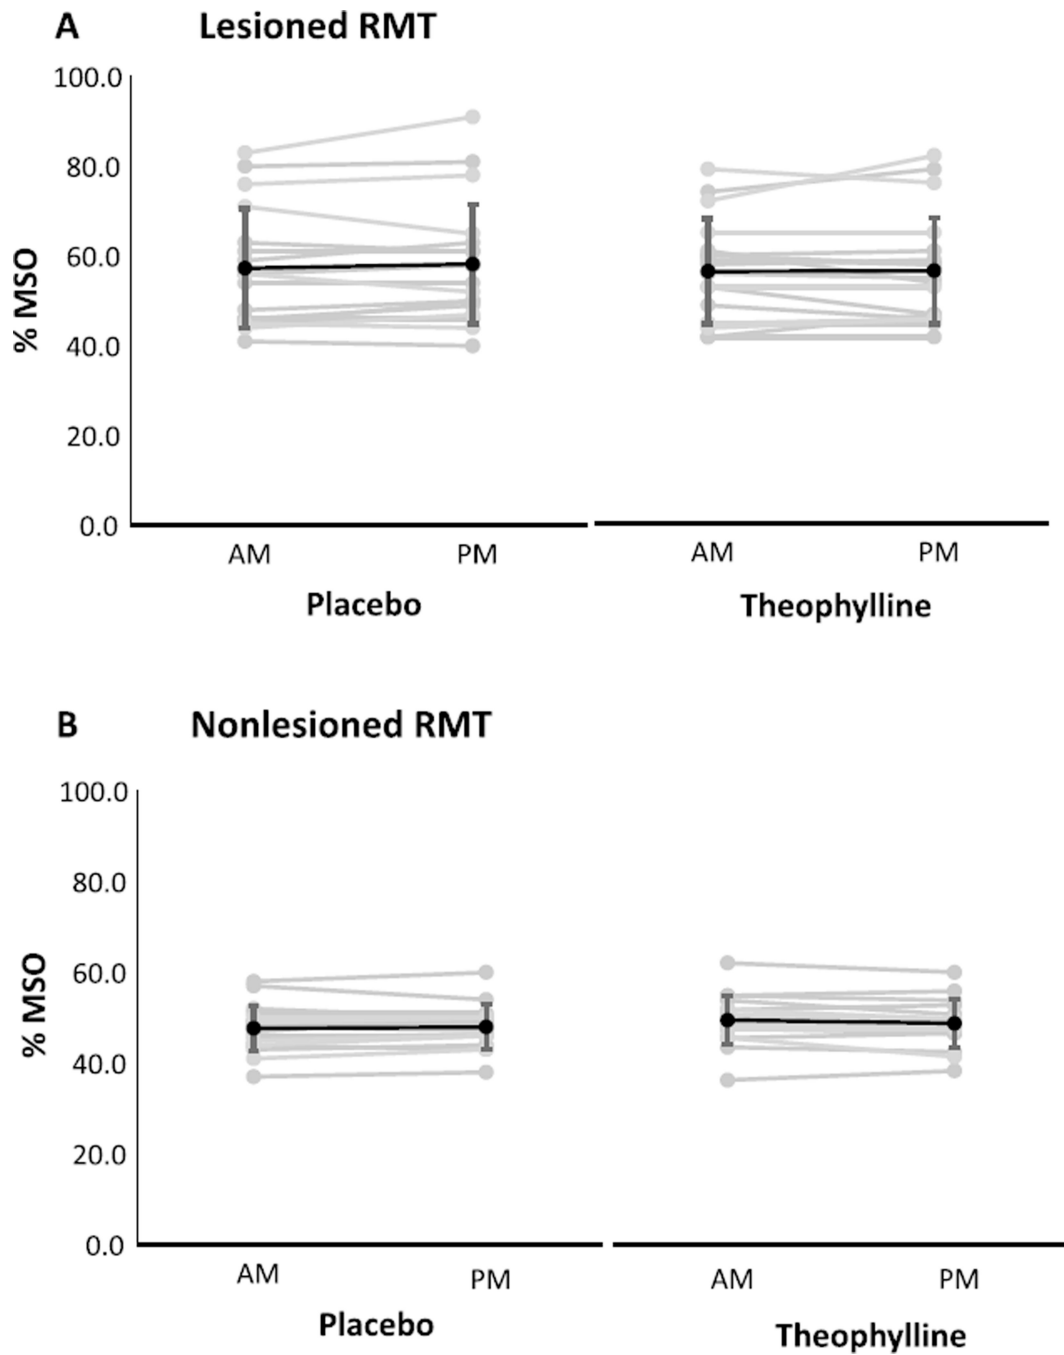 A Lesioned RMT
100.0
80.0
60.0
40.0
20.0
0.0
% MSO
AM PM AM PM
Placebo Theophylline
B Nonlesioned RMT
100.0
80.0
60.0
40.0
20.0
0.0
% MSO
AM PM AM PM
Placebo Theophylline